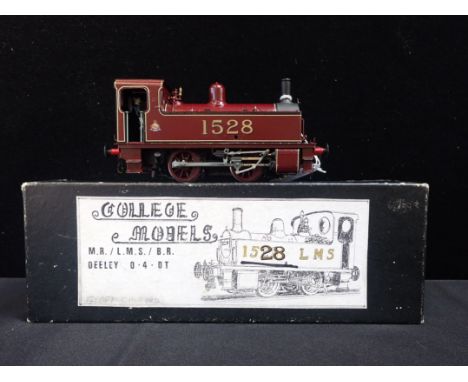 1528
COLLEGE
MODELS
M.R./L.M.S./B.R.
DEELEY 0·4·0T
1528 LMS